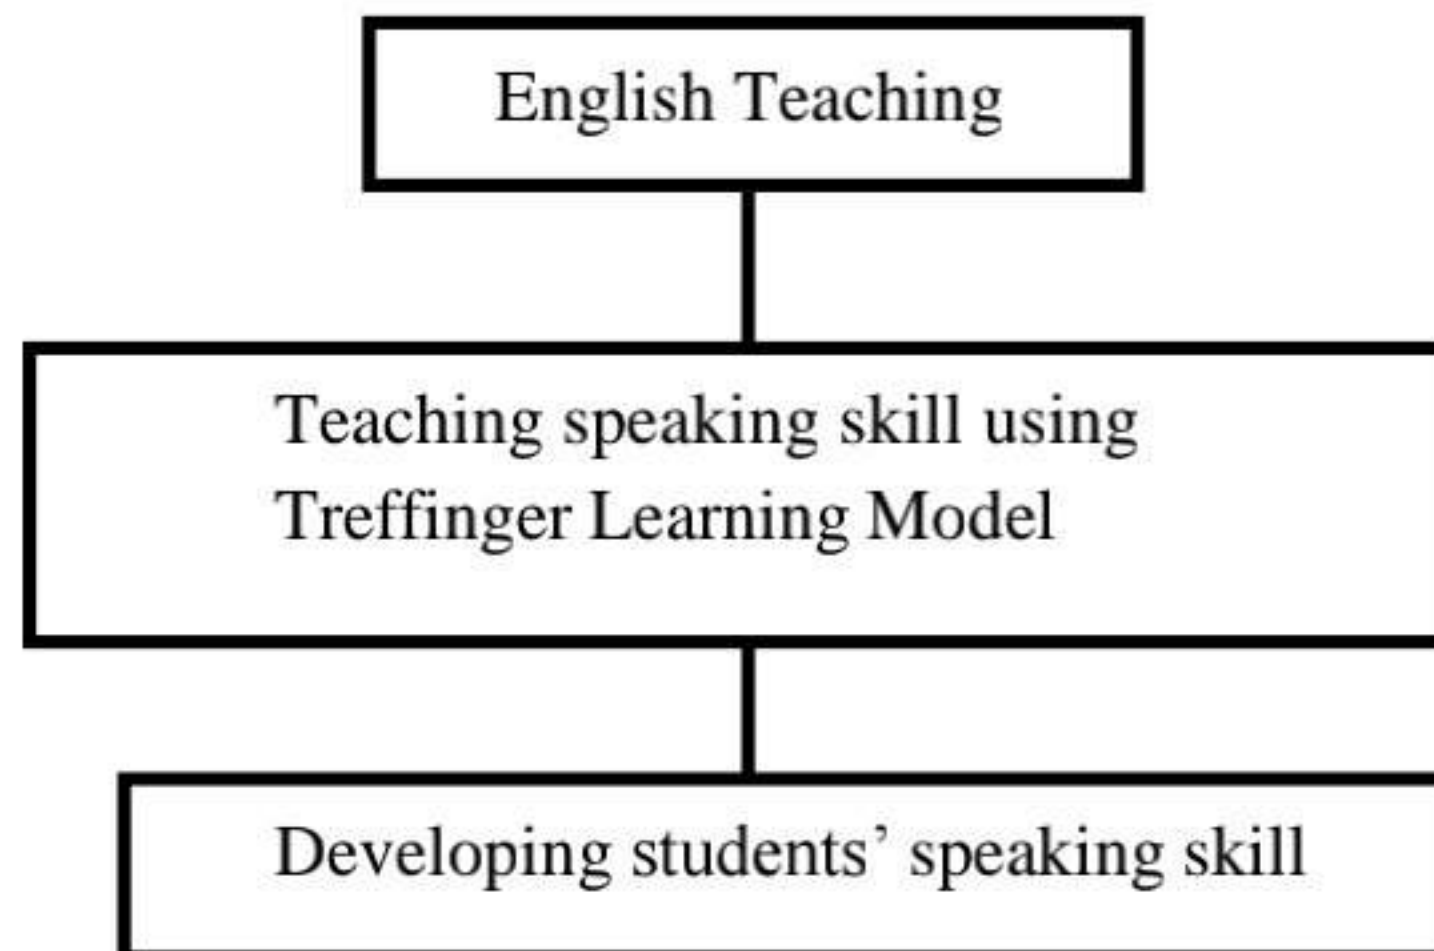 English Teaching
Teaching speaking skill using
Treffinger Learning Model
Developing students’ speaking skill